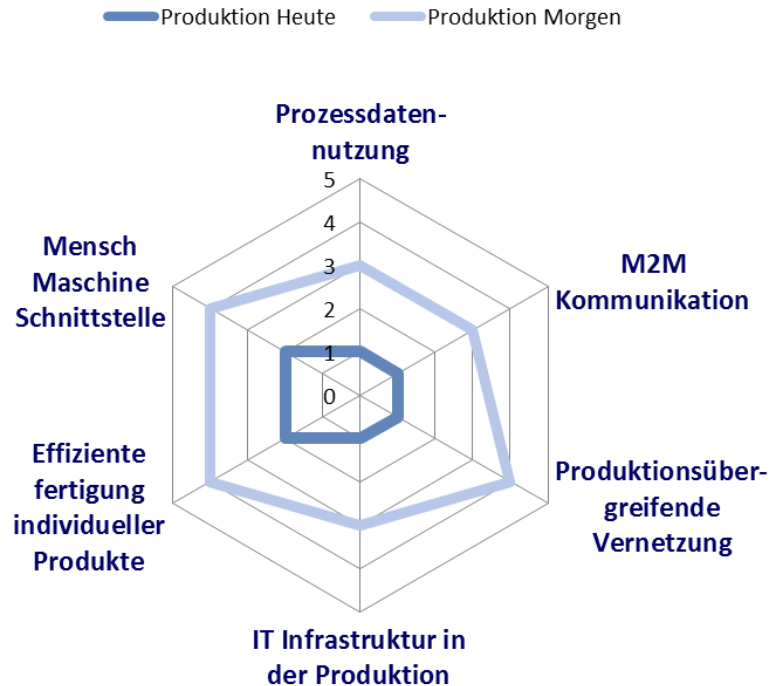 Produktion Heute
Produktion Morgen
Prozessdaten-
nutzung
5
4
3
2
1
0
M2M
Kommunikation
Produktionsüber-
greifende
Vernetzung
IT Infrastruktur in
der Produktion
Effiziente
fertigung
individueller
Produkte
Mensch
Maschine
Schnittstelle